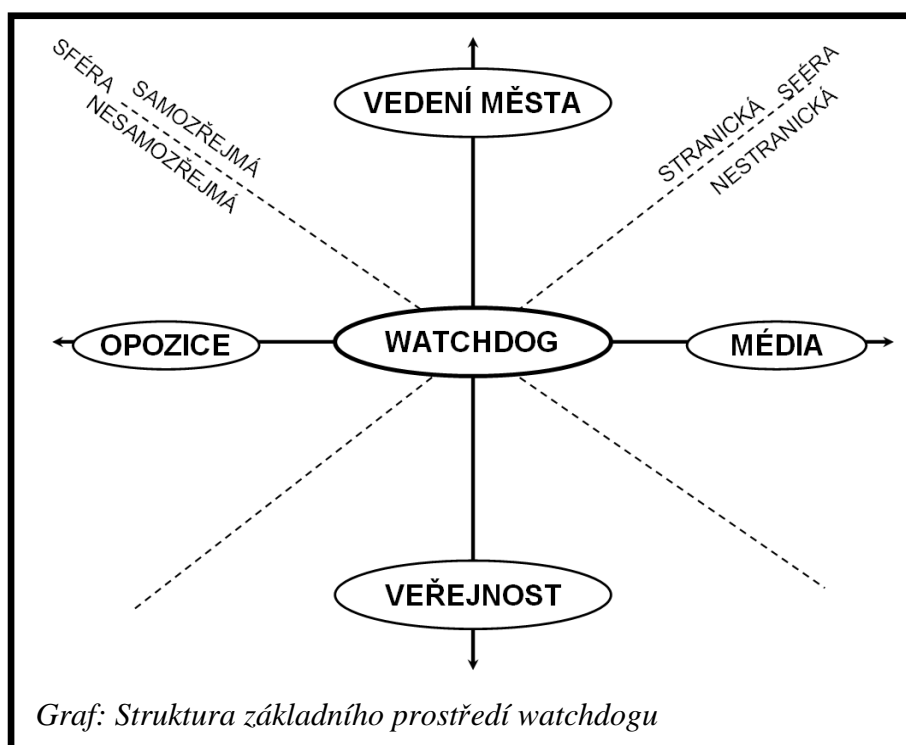 SFÉRA SAMOZŘEJMÁ
NESAMOZŘEJMÁ
VEDENÍ MĚSTA
STRANICKÁ SFÉRA
NESTRANICKÁ
OPOZICE
WATCHDOG
MÉDIA
VEŘEJNOST
Graf: Struktura základního prostředí watchdogu